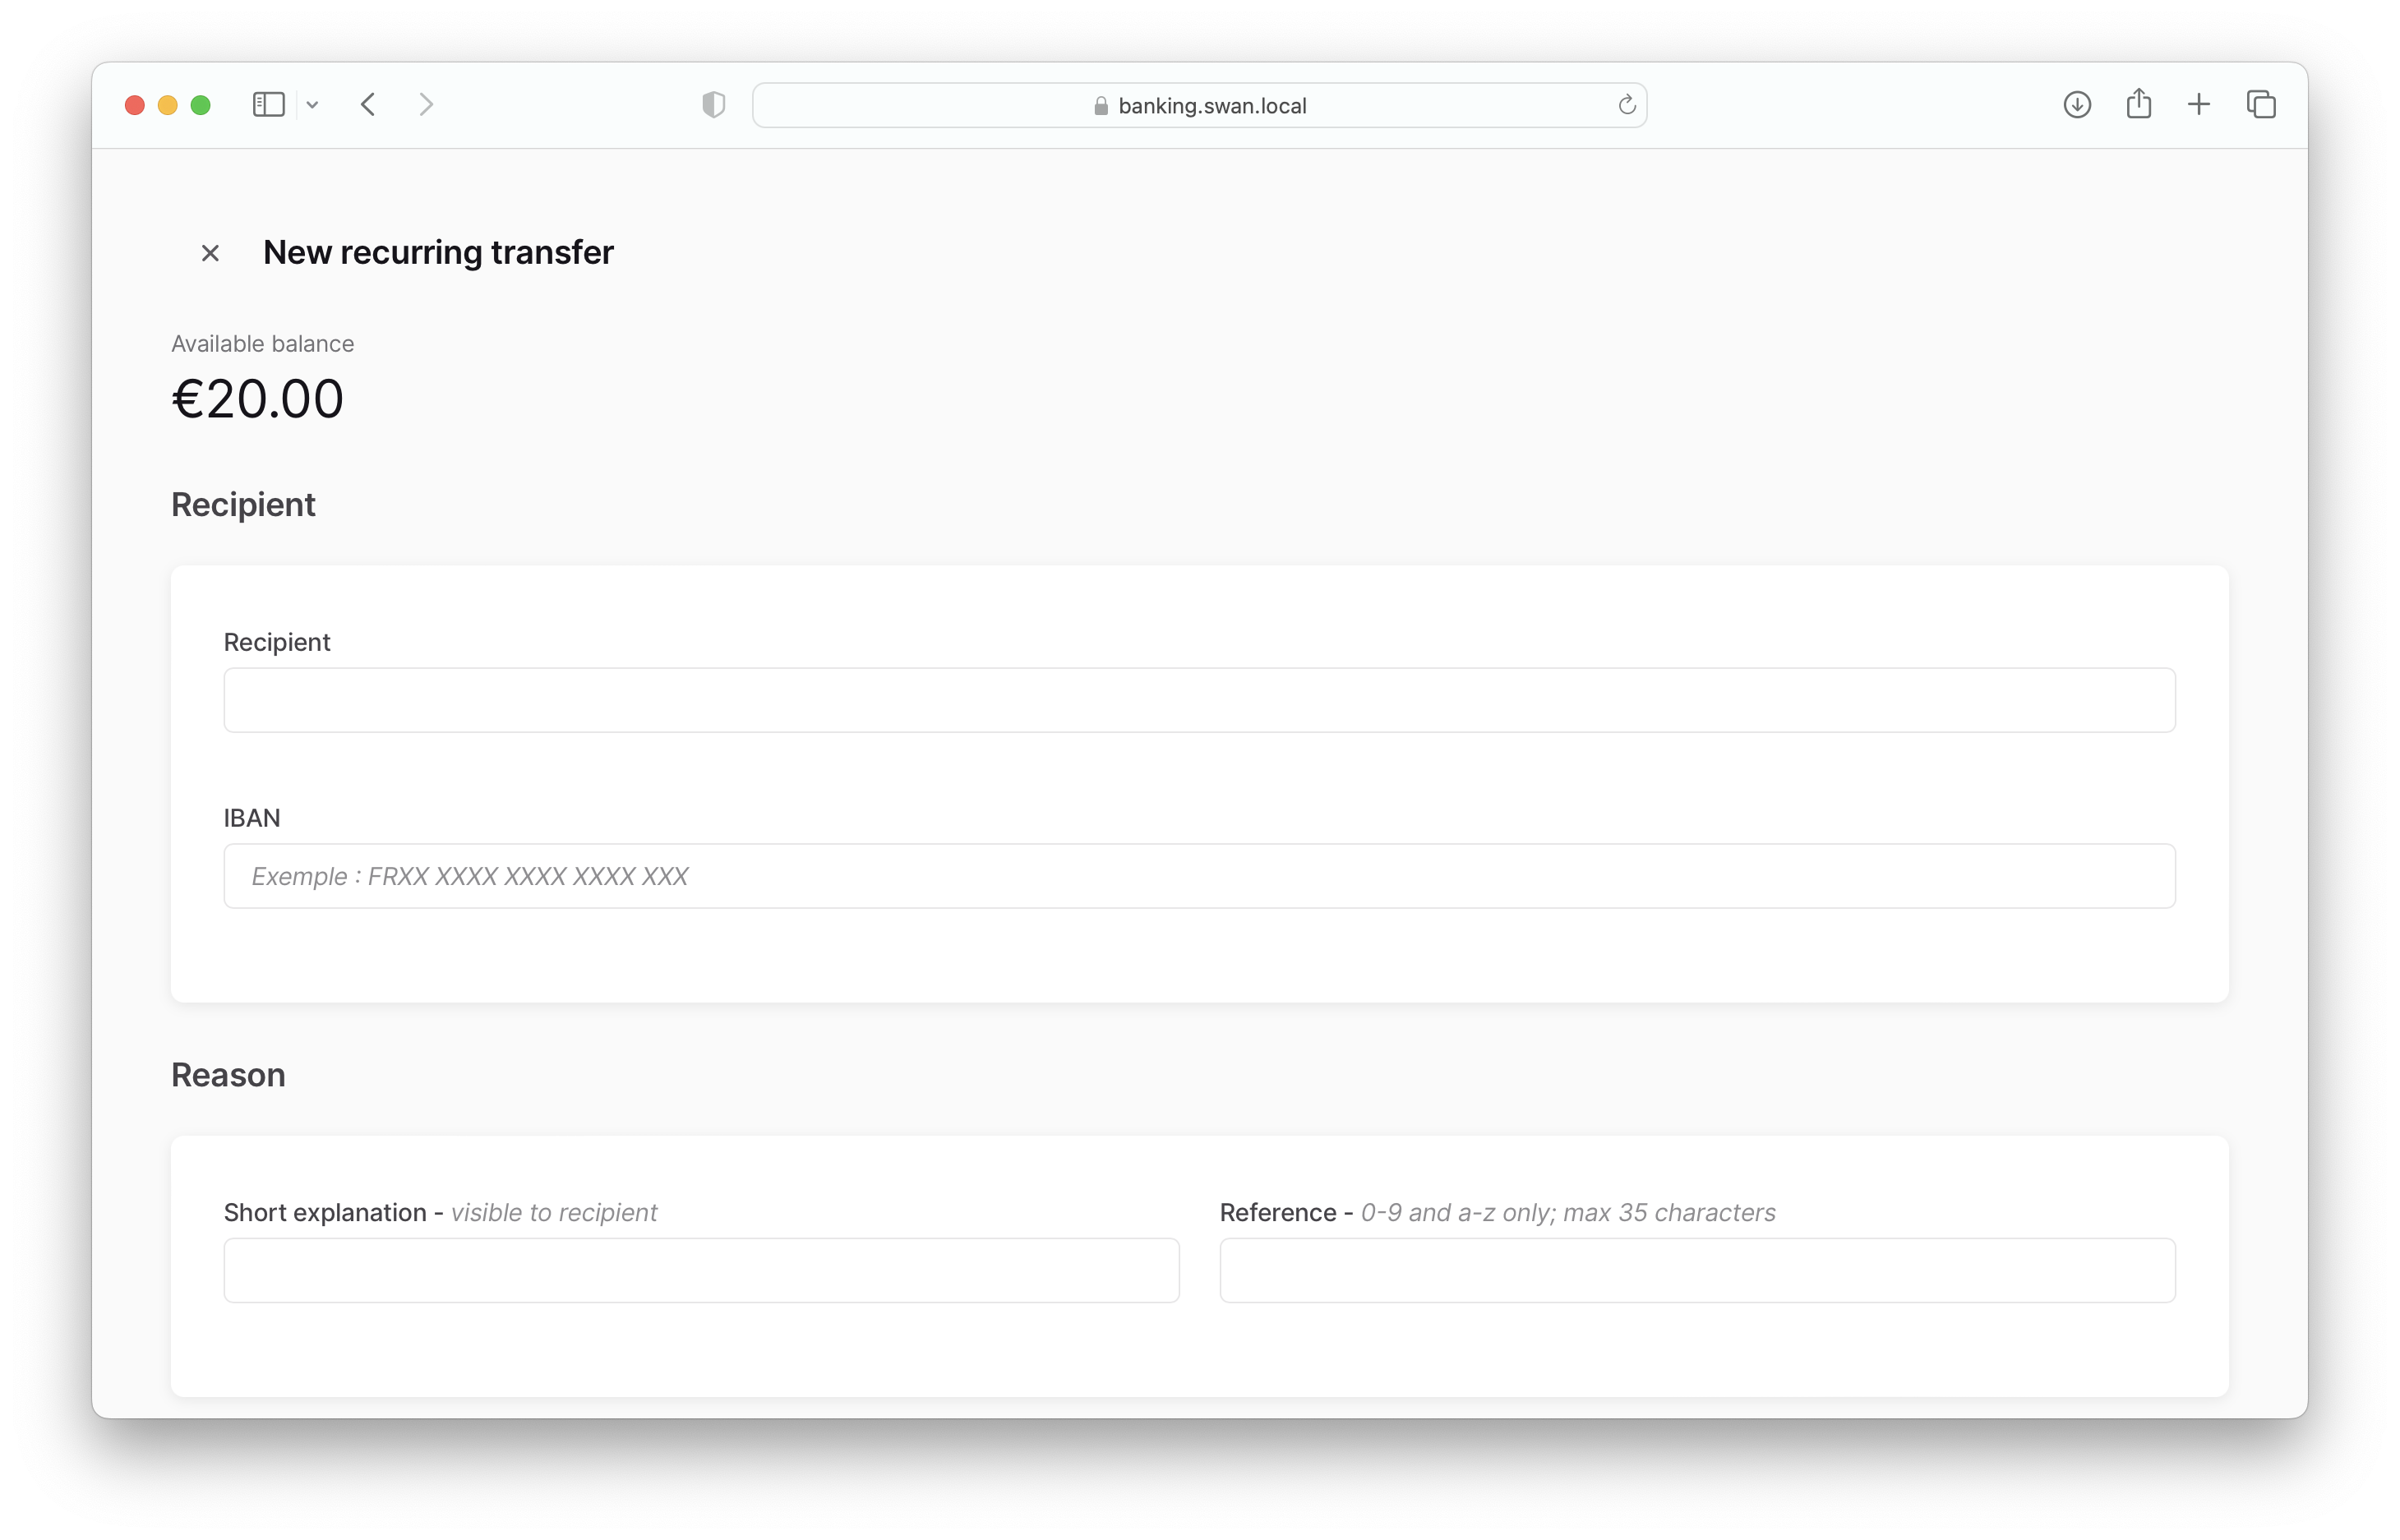 banking.swan.local
New recurring transfer
Available balance
€20.00
Recipient
Recipient
IBAN
Exemple : FRXX XXXX XXXX XXXX XXX
Reason
Short explanation - visible to recipient
Reference - 0-9 and a-z only; max 35 characters